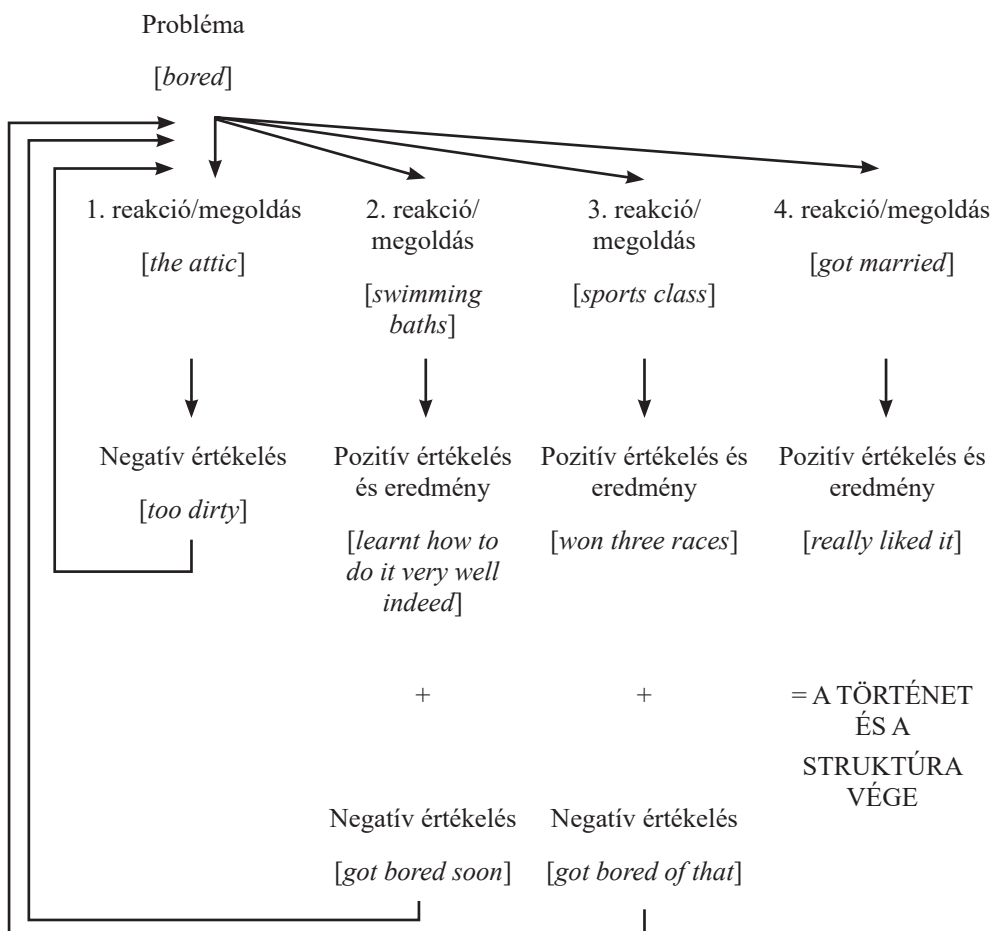 Probléma
[bored]
1. reakció/megoldás
[the attic]
2. reakció/
megoldás
[swimming
baths]
3. reakció/
megoldás
[sports class]
4. reakció/megoldás
[got married]
Negatív értékelés
[too dirty]
Pozitív értékelés
és eredmény
[learnt how to
do it very well
indeed]
Pozitív értékelés és
eredmény
[won three races]
Pozitív értékelés és
eredmény
[really liked it]
+
+
= A TÖRTÉNET
ÉS A
STRUKTÚRA
VÉGE
Negatív értékelés
[got bored soon]
Negatív értékelés
[got bored of that]